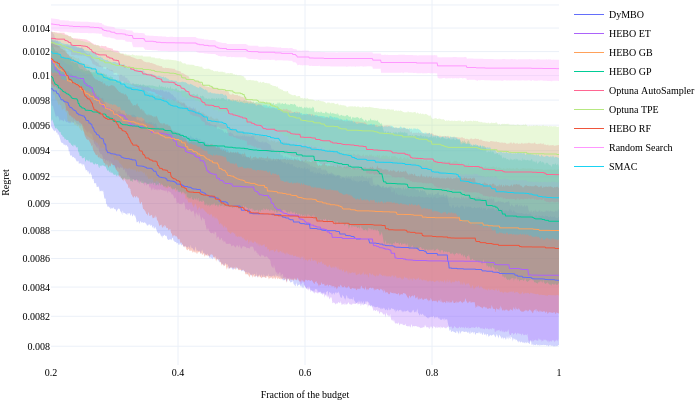 0.0104
0.0102
0.01
0.0098
0.0096
0.0094
0.0092
0.009
0.0088
0.0086
0.0084
0.0082
0.008
Regret
0.2
0.4
0.6
0.8
1
Fraction of the budget
DyMBO
HEBO ET
HEBO GB
HEBO GP
Optuna AutoSampler
Optuna TPE
HEBO RF
Random Search
SMAC